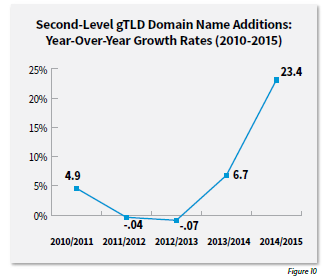 Second-Level gTLD Domain Name Additions:
Year-Over-Year Growth Rates (2010-2015)
25%
23.4
20%
15%
10%
4.9
6.7
5%
0%
-.04
-.07
2010/2011 2011/2012 2012/2013 2013/2014 2014/2015
Figure 10